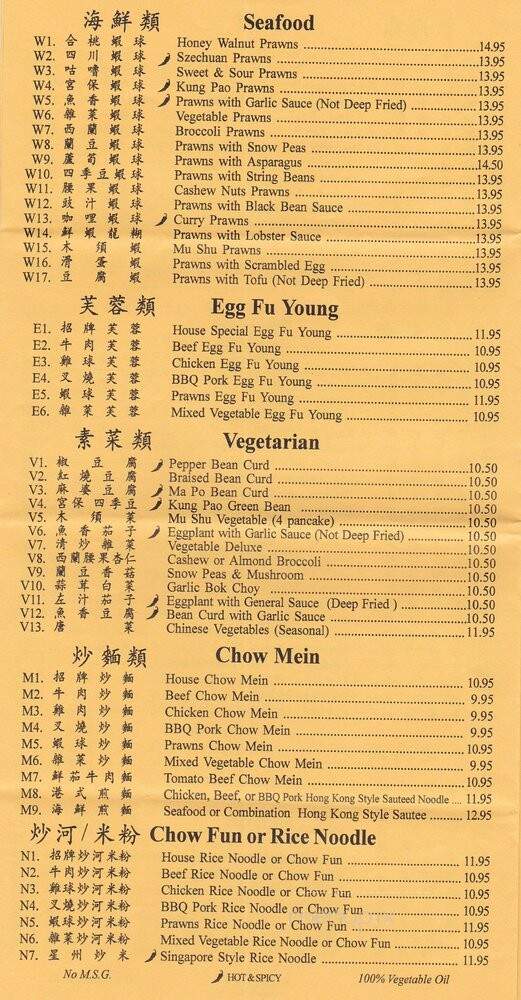 海鮮類 Seafood
W1. 合桃蝦球 Honey Walnut Prawns ........ 14.95
W2. 四川蝦球 Szechuan Prawns ........ 13.95
W3. 咕嚕蝦球 Sweet & Sour Prawns ........ 13.95
W4. 宮保蝦球 Kung Pao Prawns ........ 13.95
W5. 魚香蝦球 Prawns with Garlic Sauce (Not Deep Fried) ........ 13.95
W6. 雜菜蝦球 Vegetable Prawns ........ 13.95
W7. 西蘭蝦球 Broccoli Prawns ........ 13.95
W8. 蘭豆蝦球 Prawns with Snow Peas ........ 13.95
W9. 蘆筍蝦球 Prawns with Asparagus ........ 14.50
W10. 四季豆蝦球 Prawns with String Beans ........ 13.95
W11. 腰果蝦球 Cashew Nuts Prawns ........ 13.95
W12. 豉汁蝦球 Prawns with Black Bean Sauce ........ 13.95
W13. 咖哩蝦球 Curry Prawns ........ 13.95
W14. 鮮蝦龍糊 Prawns with Lobster Sauce ........ 13.95
W15. 木須蝦 Mu Shu Prawns ........ 13.95
W16. 滑蛋蝦 Prawns with Scrambled Egg ........ 13.95
W17. 豆腐蝦 Prawns with Tofu (Not Deep Fried) ........ 13.95
芙蓉類 Egg Fu Young
E1. 招牌芙蓉 House Special Egg Fu Young ........ 11.95
E2. 牛肉芙蓉 Beef Egg Fu Young ........ 10.95
E3. 雞球芙蓉 Chicken Egg Fu Young ........ 10.95
E4. 叉燒芙蓉 BBQ Pork Egg Fu Young ........ 10.95
E5. 蝦球芙蓉 Prawns Egg Fu Young ........ 11.95
E6. 雜菜芙蓉 Mixed Vegetable Egg Fu Young ........ 10.95
素菜類 Vegetarian
V1. 椒豆腐 Pepper Bean Curd ........ 10.50
V2. 紅燒豆腐 Braised Bean Curd ........ 10.50
V3. 麻婆豆腐 Ma Po Bean Curd ........ 10.50
V4. 宮保四季豆 Kung Pao Green Bean ........ 10.50
V5. 木須菜 Mu Shu Vegetable (4 pancake) ........ 10.50
V6. 魚香茄子 Eggplant with Garlic Sauce (Not Deep Fried) ........ 10.50
V7. 清炒雜菜 Vegetable Deluxe ........ 10.50
V8. 西蘭腰果杏仁 Cashew or Almond Broccoli ........ 10.50
V9. 蘭豆香菇 Snow Peas & Mushroom ........ 10.50
V10. 蒜茸白菜 Garlic Bok Choy ........ 10.50
V11. 左汁茄子 Eggplant with General Sauce (Deep Fried ) ........ 10.50
V12. 魚香豆腐 Bean Curd with Garlic Sauce ........ 10.50
V13. 唐菜 Chinese Vegetables (Seasonal) ........ 11.95
炒麵類 Chow Mein
M1. 招牌炒麵 House Chow Mein ........ 10.95
M2. 牛肉炒麵 Beef Chow Mein ........ 9.95
M3. 雞肉炒麵 Chicken Chow Mein ........ 9.95
M4. 叉燒炒麵 BBQ Pork Chow Mein ........ 9.95
M5. 蝦球炒麵 Prawns Chow Mein ........ 10.95
M6. 雜菜炒麵 Mixed Vegetable Chow Mein ........ 9.95
M7. 鮮茄牛肉麵 Tomato Beef Chow Mein ........ 10.95
M8. 港式煎麵 Chicken, Beef, or BBQ Pork Hong Kong Style Sauteed Noodle .... 11.95
M9. 海鮮煎麵 Seafood or Combination Hong Kong Style Sautee ........ 12.95
炒河/米粉 Chow Fun or Rice Noodle
N1. 招牌炒河米粉 House Rice Noodle or Chow Fun ........ 11.95
N2. 牛肉炒河米粉 Beef Rice Noodle or Chow Fun ........ 10.95
N3. 雞球炒河米粉 Chicken Rice Noodle or Chow Fun ........ 10.95
N4. 叉燒炒河米粉 BBQ Pork Rice Noodle or Chow Fun ........ 10.95
N5. 蝦球炒河米粉 Prawns Rice Noodle or Chow Fun ........ 11.95
N6. 雜菜炒河米粉 Mixed Vegetable Rice Noodle or Chow Fun ........ 10.95
N7. 星州炒米 Singapore Style Rice Noodle ........ 11.95
No M.S.G. HOT & SPICY 100% Vegetable Oil